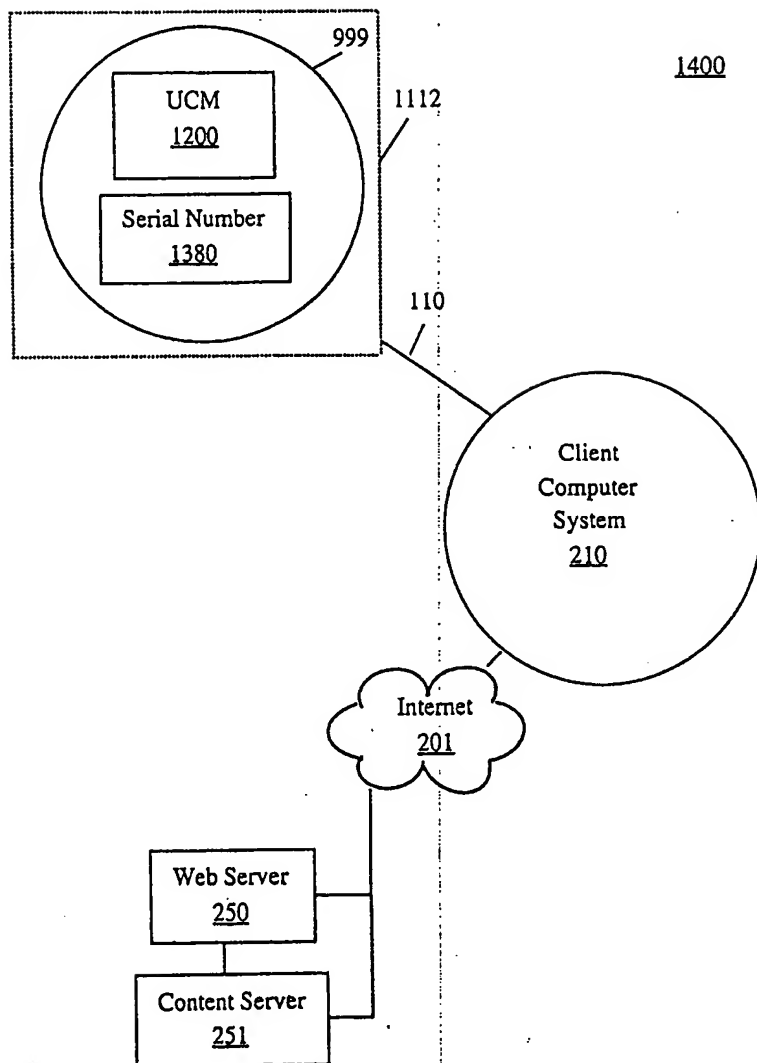 999
1400
UCM
1200
1112
Serial Number
1380
110
Client
Computer
System
210
Internet
201
Web Server
250
Content Server
251